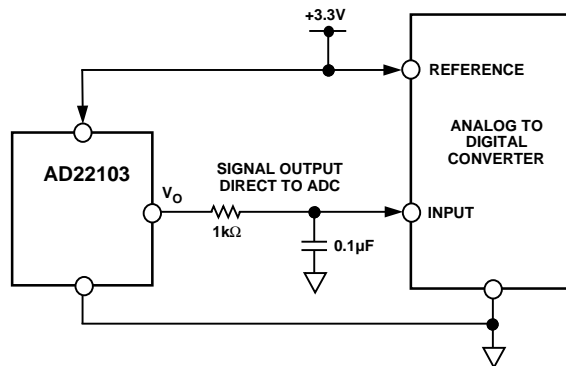 +3.3V
REFERENCE
ANALOG TO
DIGITAL
CONVERTER
AD22103
SIGNAL OUTPUT
DIRECT TO ADC
VO
INPUT
1kΩ
0.1μF